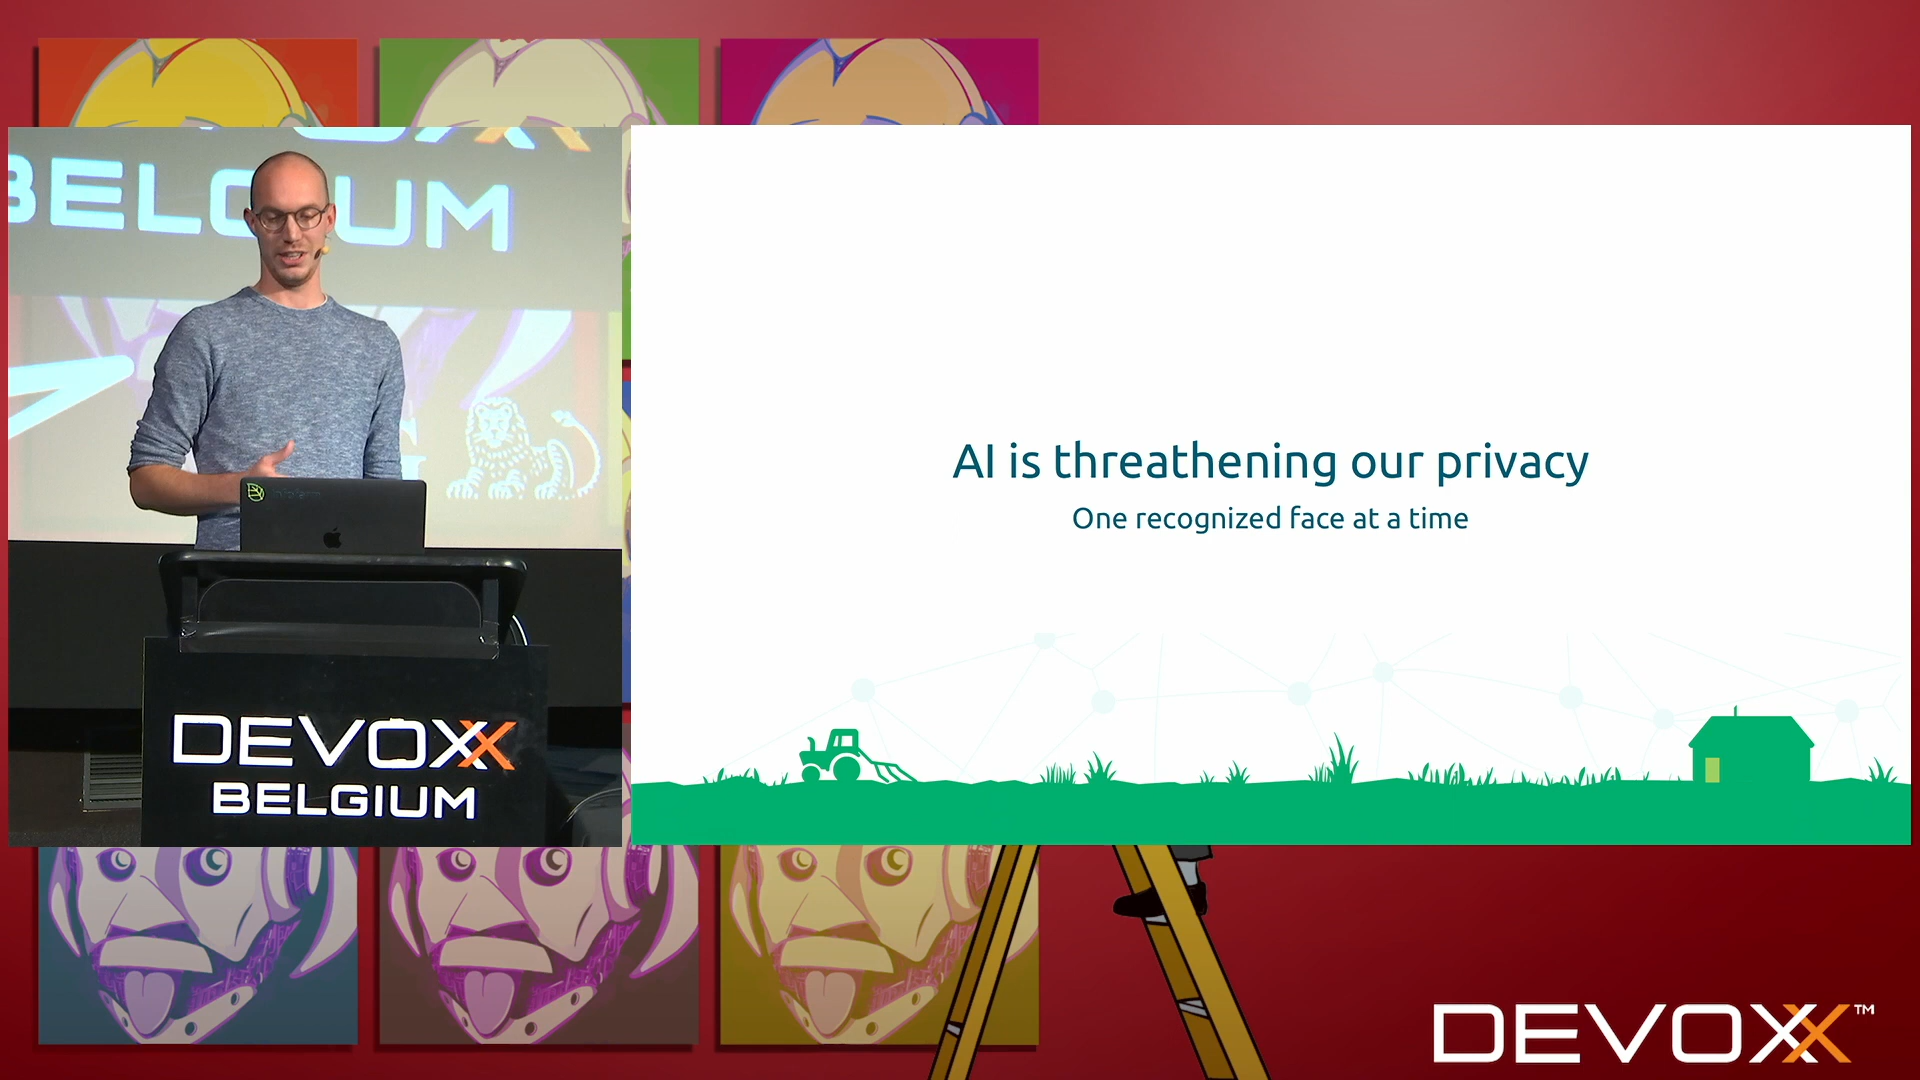 BELGIUM
AI is threathening our privacy
One recognized face at a time
DEVOXX
BELGIUM
DEVOXX™